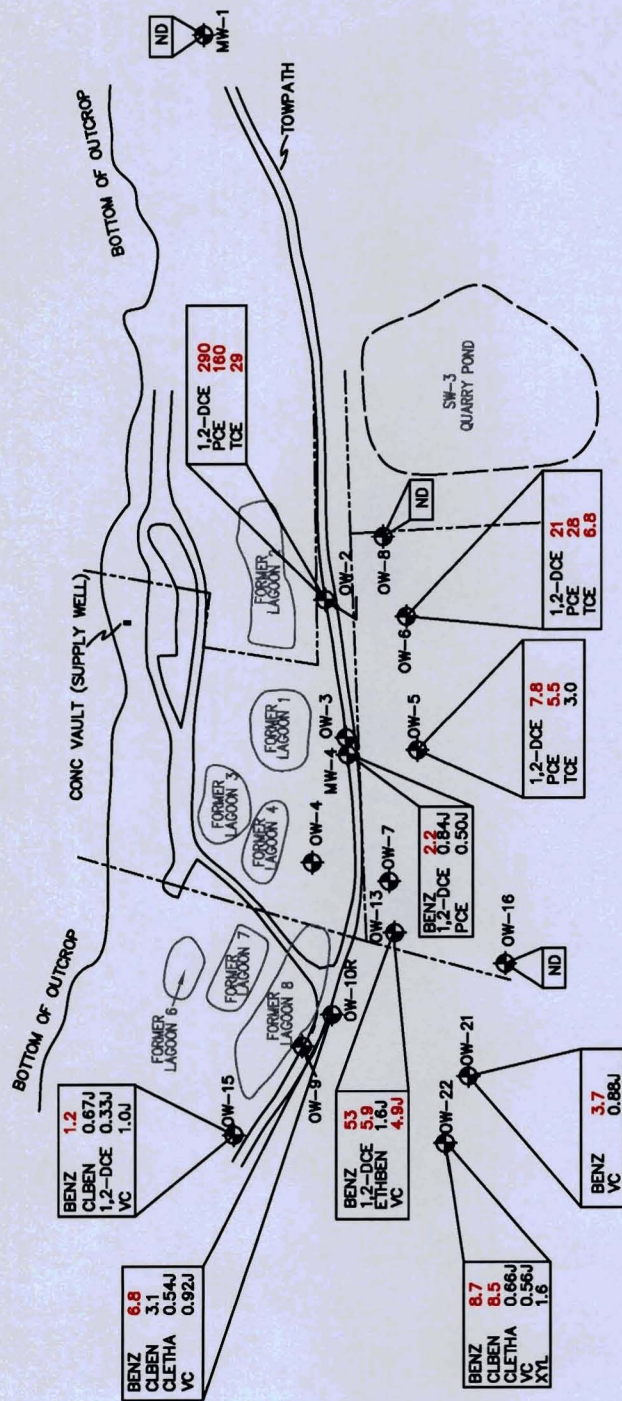 ND
MW-1
BOTTOM OF OUTCROP
TOWPATH
1,2-DCE 290
PCE 160
TCE 29
CONC VAULT (SUPPLY WELL)
FORMER
LAGOON 2
OW-2
SW-3
QUARRY POND
OW-8
ND
OW-6
1,2-DCE 21
PCE 28
TCE 6.8
FORMER
LAGOON 1
FORMER
LAGOON 3
FORMER
LAGOON 4
OW-3
MW-4
OW-4
OW-5
1,2-DCE 7.8
PCE 5.5
TCE 3.0
BENZ 2.2
1,2-DCE 0.84J
PCE 0.50J
OW-7
OW-13
OW-16
ND
BOTTOM OF OUTCROP
FORMER
LAGOON 6
FORMER
LAGOON 7
FORMER
LAGOON 8
OW-10R
OW-9
OW-15
BENZ 1.2
CLBEN 0.67J
1,2-DCE 0.33J
VC 1.0J
BENZ 6.8
CLBEN 3.1
CLETHA 0.54J
VC 0.92J
BENZ 53
1,2-DCE 5.9
ETHBEN 1.6J
VC 4.9J
OW-21
OW-22
BENZ 3.7
VC 0.86J
BENZ 8.7
CLBEN 8.5
CLETHA 0.66J
VC 0.56J
XYL 1.6